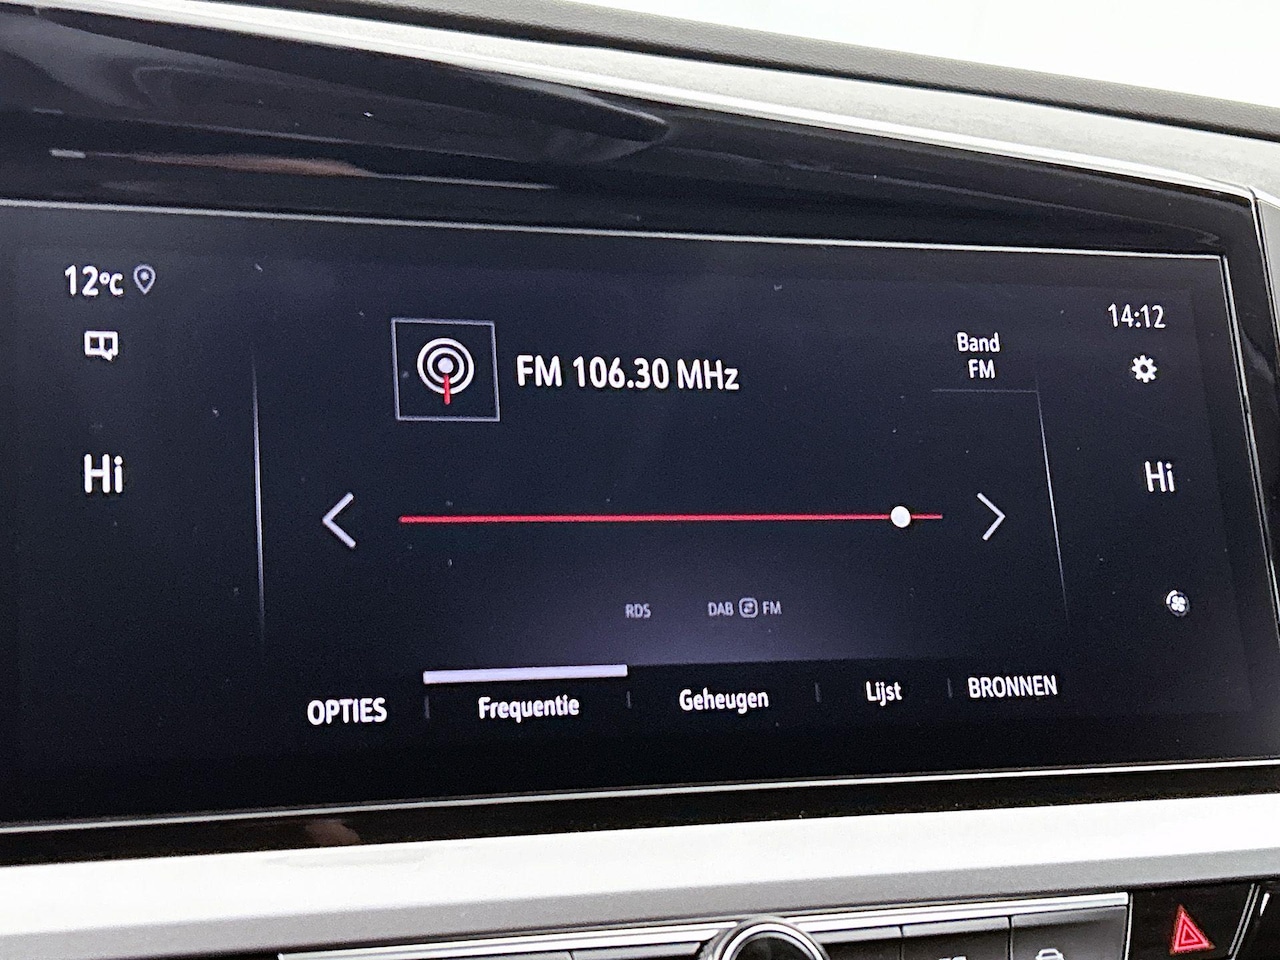 12°C
14:12
FM 106.30 MHz
Band
FM
Hi
Hi
RDS
DAB FM
OPTIES
Frequentie
Geheugen
Lijst
BRONNEN